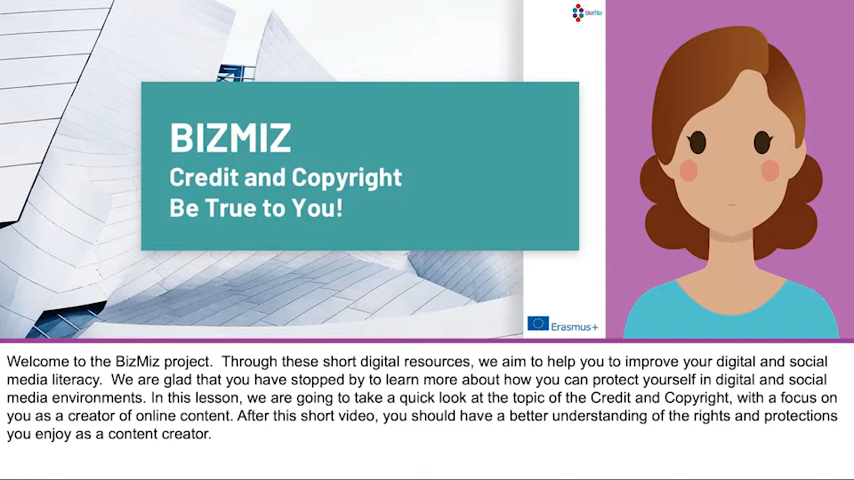 BizMiz
BIZMIZ
Credit and Copyright
Be True to You!
Erasmus+
Welcome to the BizMiz project.  Through these short digital resources, we aim to help you to improve your digital and social
media literacy.  We are glad that you have stopped by to learn more about how you can protect yourself in digital and social
media environments. In this lesson, we are going to take a quick look at the topic of the Credit and Copyright, with a focus on
you as a creator of online content. After this short video, you should have a better understanding of the rights and protections
you enjoy as a content creator.